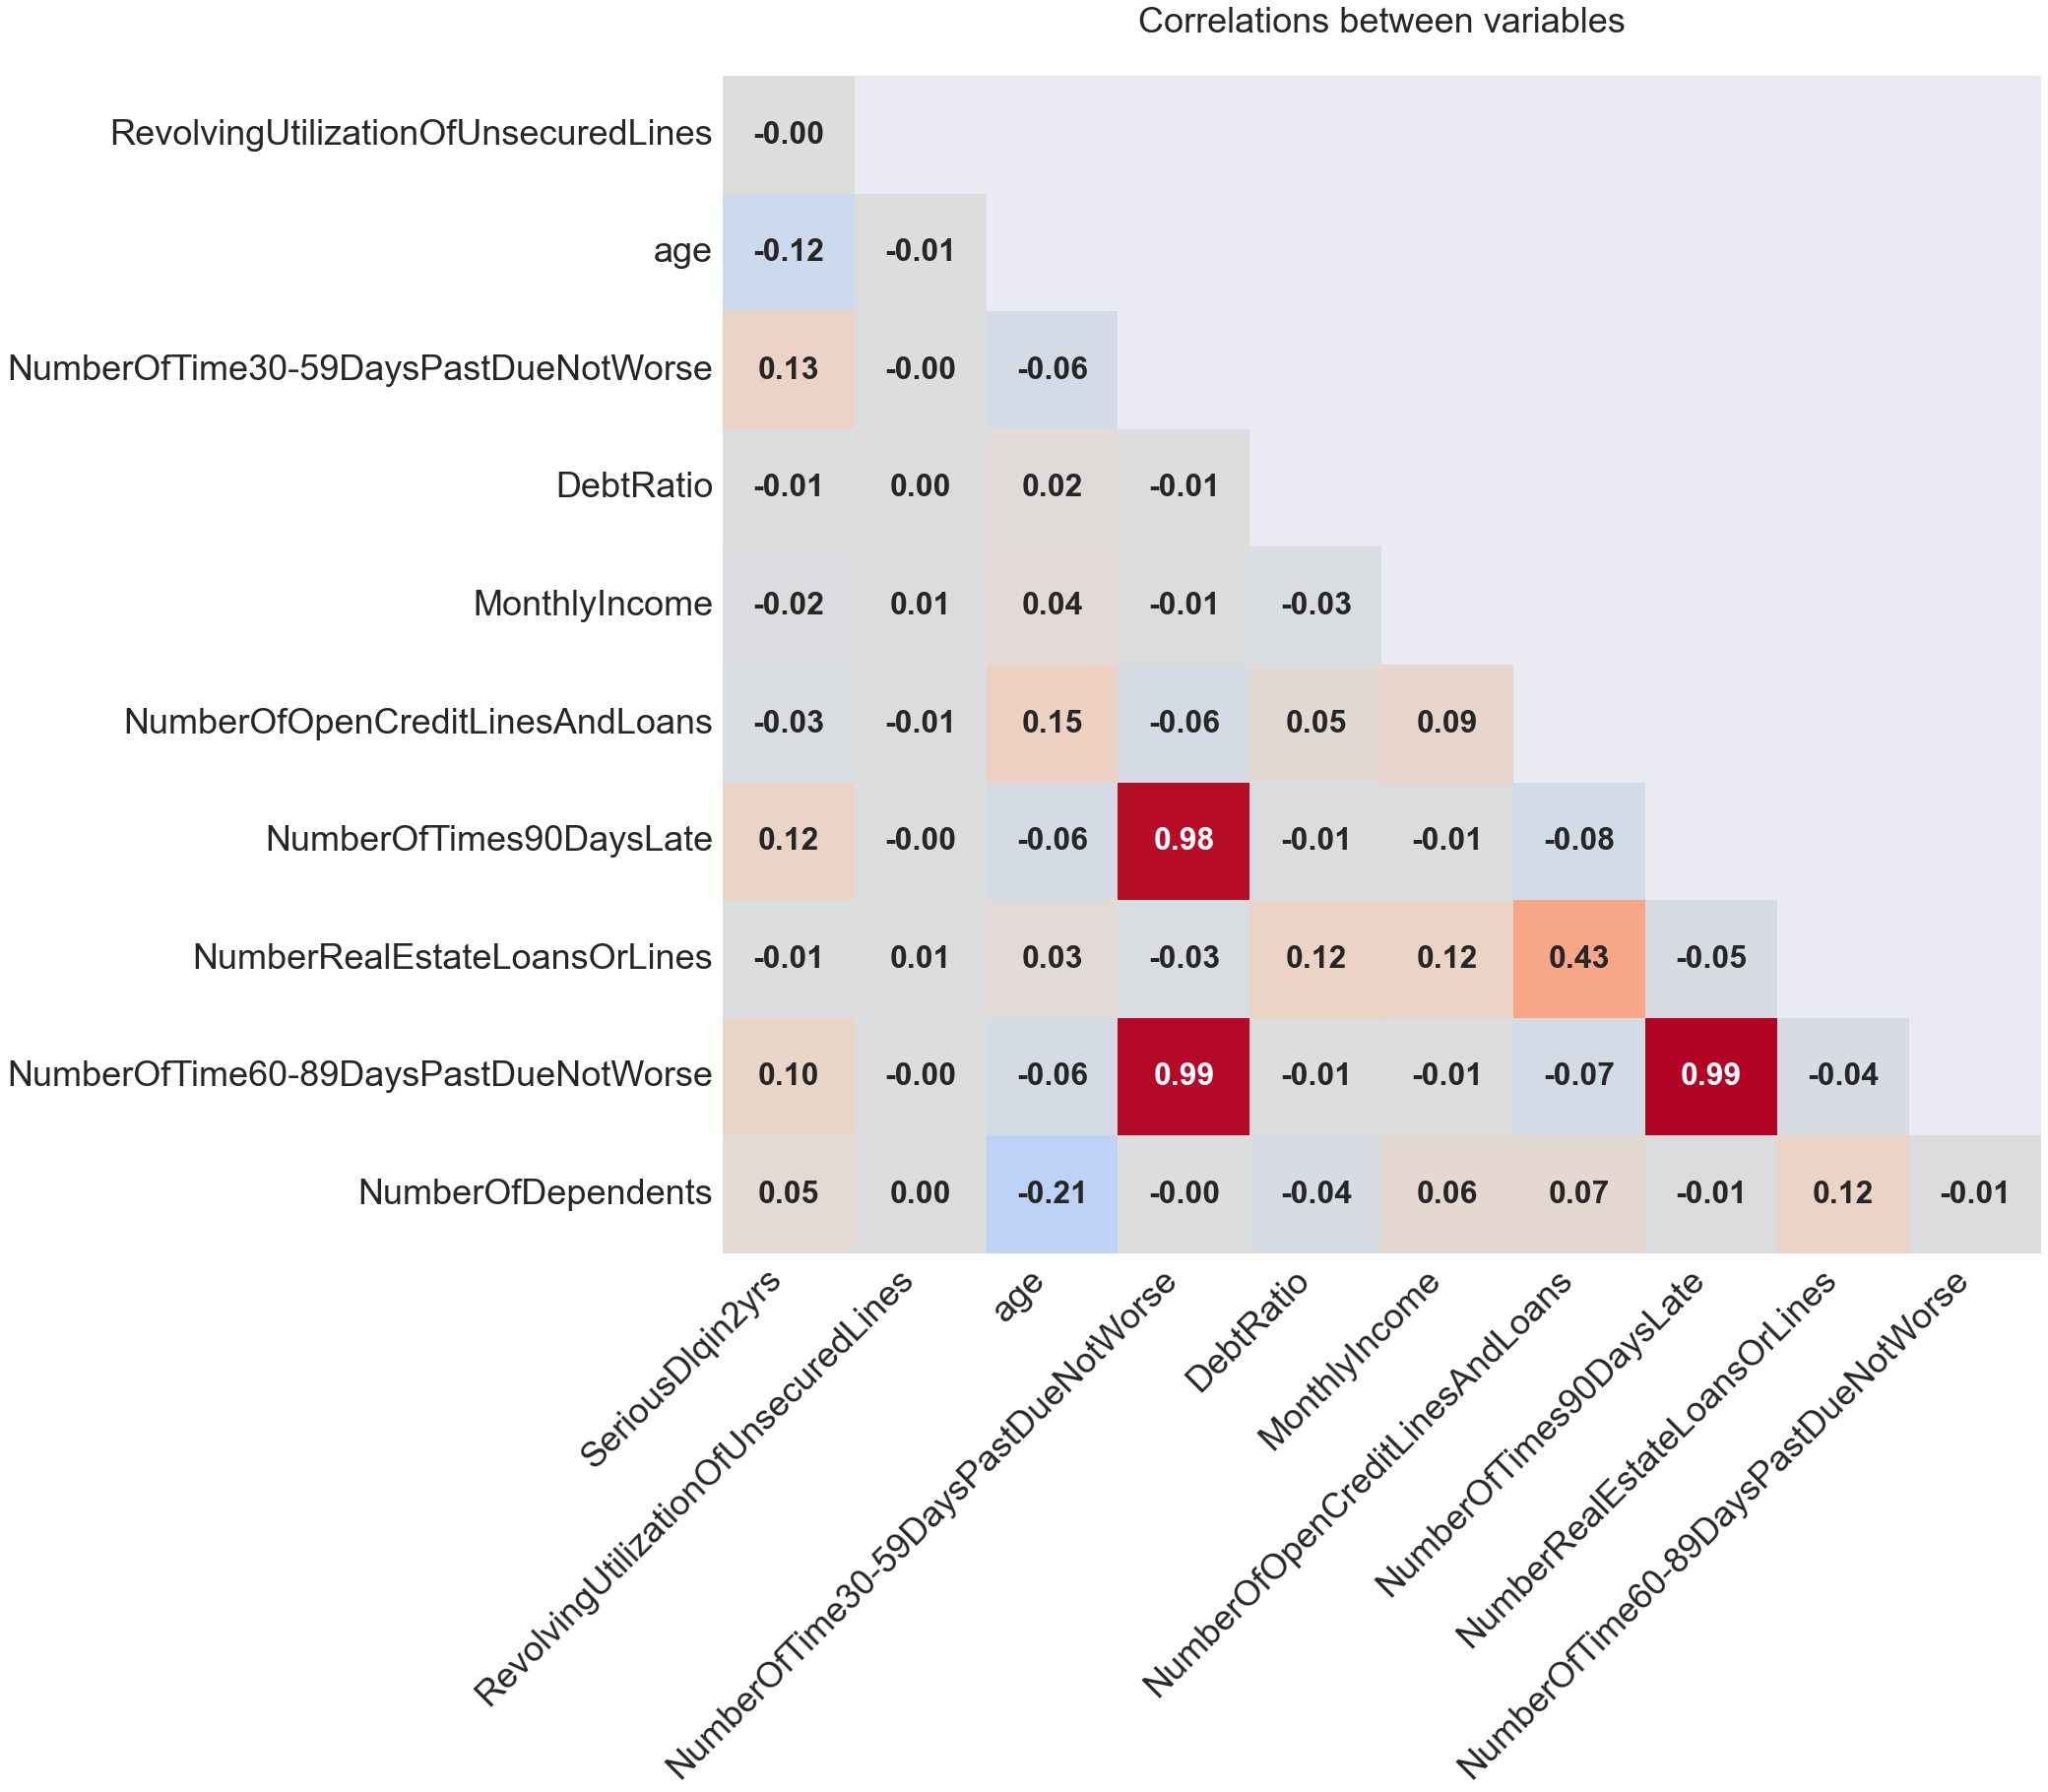 Correlations between variables
RevolvingUtilizationOfUnsecuredLines -0.00
age -0.12 -0.01
NumberOfTime30-59DaysPastDueNotWorse 0.13 -0.00 -0.06
DebtRatio -0.01 0.00 0.02 -0.01
MonthlyIncome -0.02 0.01 0.04 -0.01 -0.03
NumberOfOpenCreditLinesAndLoans -0.03 -0.01 0.15 -0.06 0.05 0.09
NumberOfTimes90DaysLate 0.12 -0.00 -0.06 0.98 -0.01 -0.01 -0.08
NumberRealEstateLoansOrLines -0.01 0.01 0.03 -0.03 0.12 0.12 0.43 -0.05
NumberOfTime60-89DaysPastDueNotWorse 0.10 -0.00 -0.06 0.99 -0.01 -0.01 -0.07 0.99 -0.04
NumberOfDependents 0.05 0.00 -0.21 -0.00 -0.04 0.06 0.07 -0.01 0.12 -0.01
SeriousDlqin2yrs
RevolvingUtilizationOfUnsecuredLines
age
NumberOfTime30-59DaysPastDueNotWorse
DebtRatio
MonthlyIncome
NumberOfOpenCreditLinesAndLoans
NumberOfTimes90DaysLate
NumberRealEstateLoansOrLines
NumberOfTime60-89DaysPastDueNotWorse